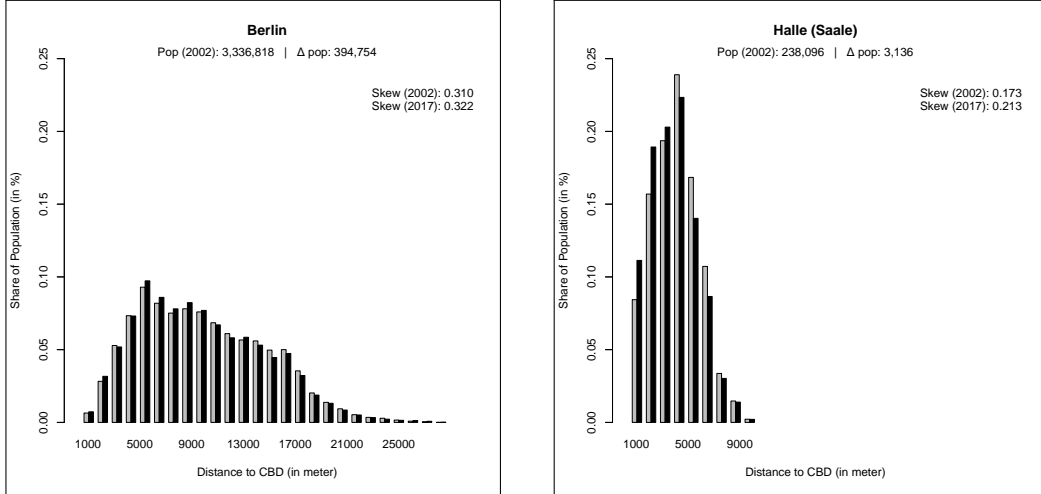 Berlin
Pop (2002): 3,336,818 | Δ pop: 394,754
Skew (2002): 0.310
Skew (2017): 0.322
Share of Population (in %)
0.25
0.20
0.15
0.10
0.05
0.00
1000 5000 9000 13000 17000 21000 25000
Distance to CBD (in meter)
Halle (Saale)
Pop (2002): 238,096 | Δ pop: 3,136
Skew (2002): 0.173
Skew (2017): 0.213
Share of Population (in %)
0.25
0.20
0.15
0.10
0.05
0.00
1000 5000 9000
Distance to CBD (in meter)